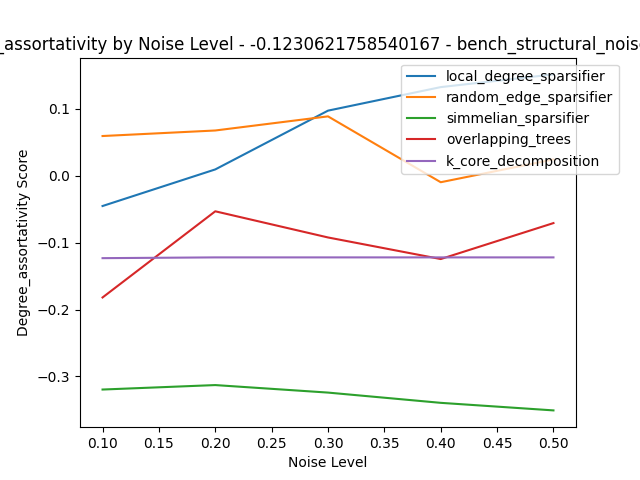 _assortativity by Noise Level - -0.1230621758540167 - bench_structural_noise
local_degree_sparsifier
random_edge_sparsifier
simmelian_sparsifier
overlapping_trees
k_core_decomposition
Degree_assortativity Score
0.1
0.0
−0.1
−0.2
−0.3
0.10 0.15 0.20 0.25 0.30 0.35 0.40 0.45 0.50
Noise Level